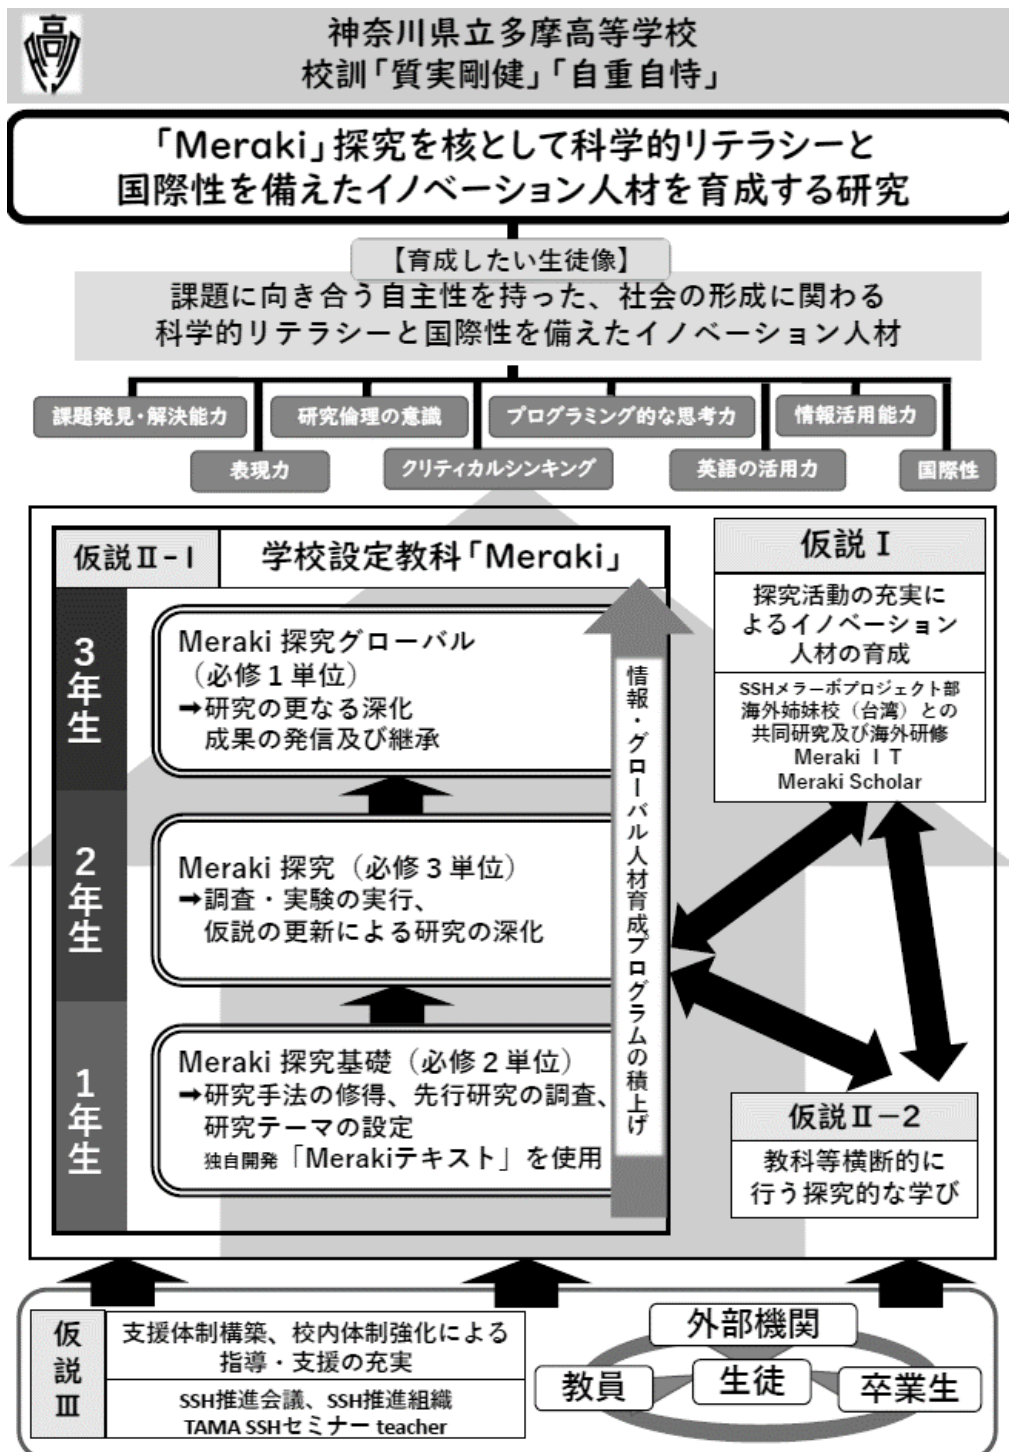 神奈川県立多摩高等学校
校訓「質実剛健」「自重自恃」
「Meraki」探究を核として科学的リテラシーと
国際性を備えたイノベーション人材を育成する研究
【育成したい生徒像】
課題に向き合う自主性を持った、社会の形成に関わる
科学的リテラシーと国際性を備えたイノベーション人材
課題発見・解決能力
研究倫理の意識
プログラミング的な思考力
情報活用能力
表現力
クリティカルシンキング
英語の活用力
国際性
仮説Ⅱ-Ⅰ
学校設定教科「Meraki」
3年生
Meraki 探究グローバル
（必修１単位）
➡研究の更なる深化
成果の発信及び継承
2年生
Meraki 探究（必修３単位）
➡調査・実験の実行、
仮説の更新による研究の深化
1年生
Meraki 探究基礎（必修２単位）
➡研究手法の修得、先行研究の調査、
研究テーマの設定
独自開発「Merakiテキスト」を使用
情報・グローバル人材育成プログラムの積上げ
仮説Ⅰ
探究活動の充実に
よるイノベーション
人材の育成
SSHメラーボプロジェクト部
海外姉妹校（台湾）との
共同研究及び海外研修
Meraki ＩＴ
Meraki Scholar
仮説Ⅱ－2
教科等横断的に
行う探究的な学び
仮説Ⅲ
支援体制構築、校内体制強化による
指導・支援の充実
SSH推進会議、SSH推進組織
TAMA SSHセミナー teacher
外部機関
教員
生徒
卒業生